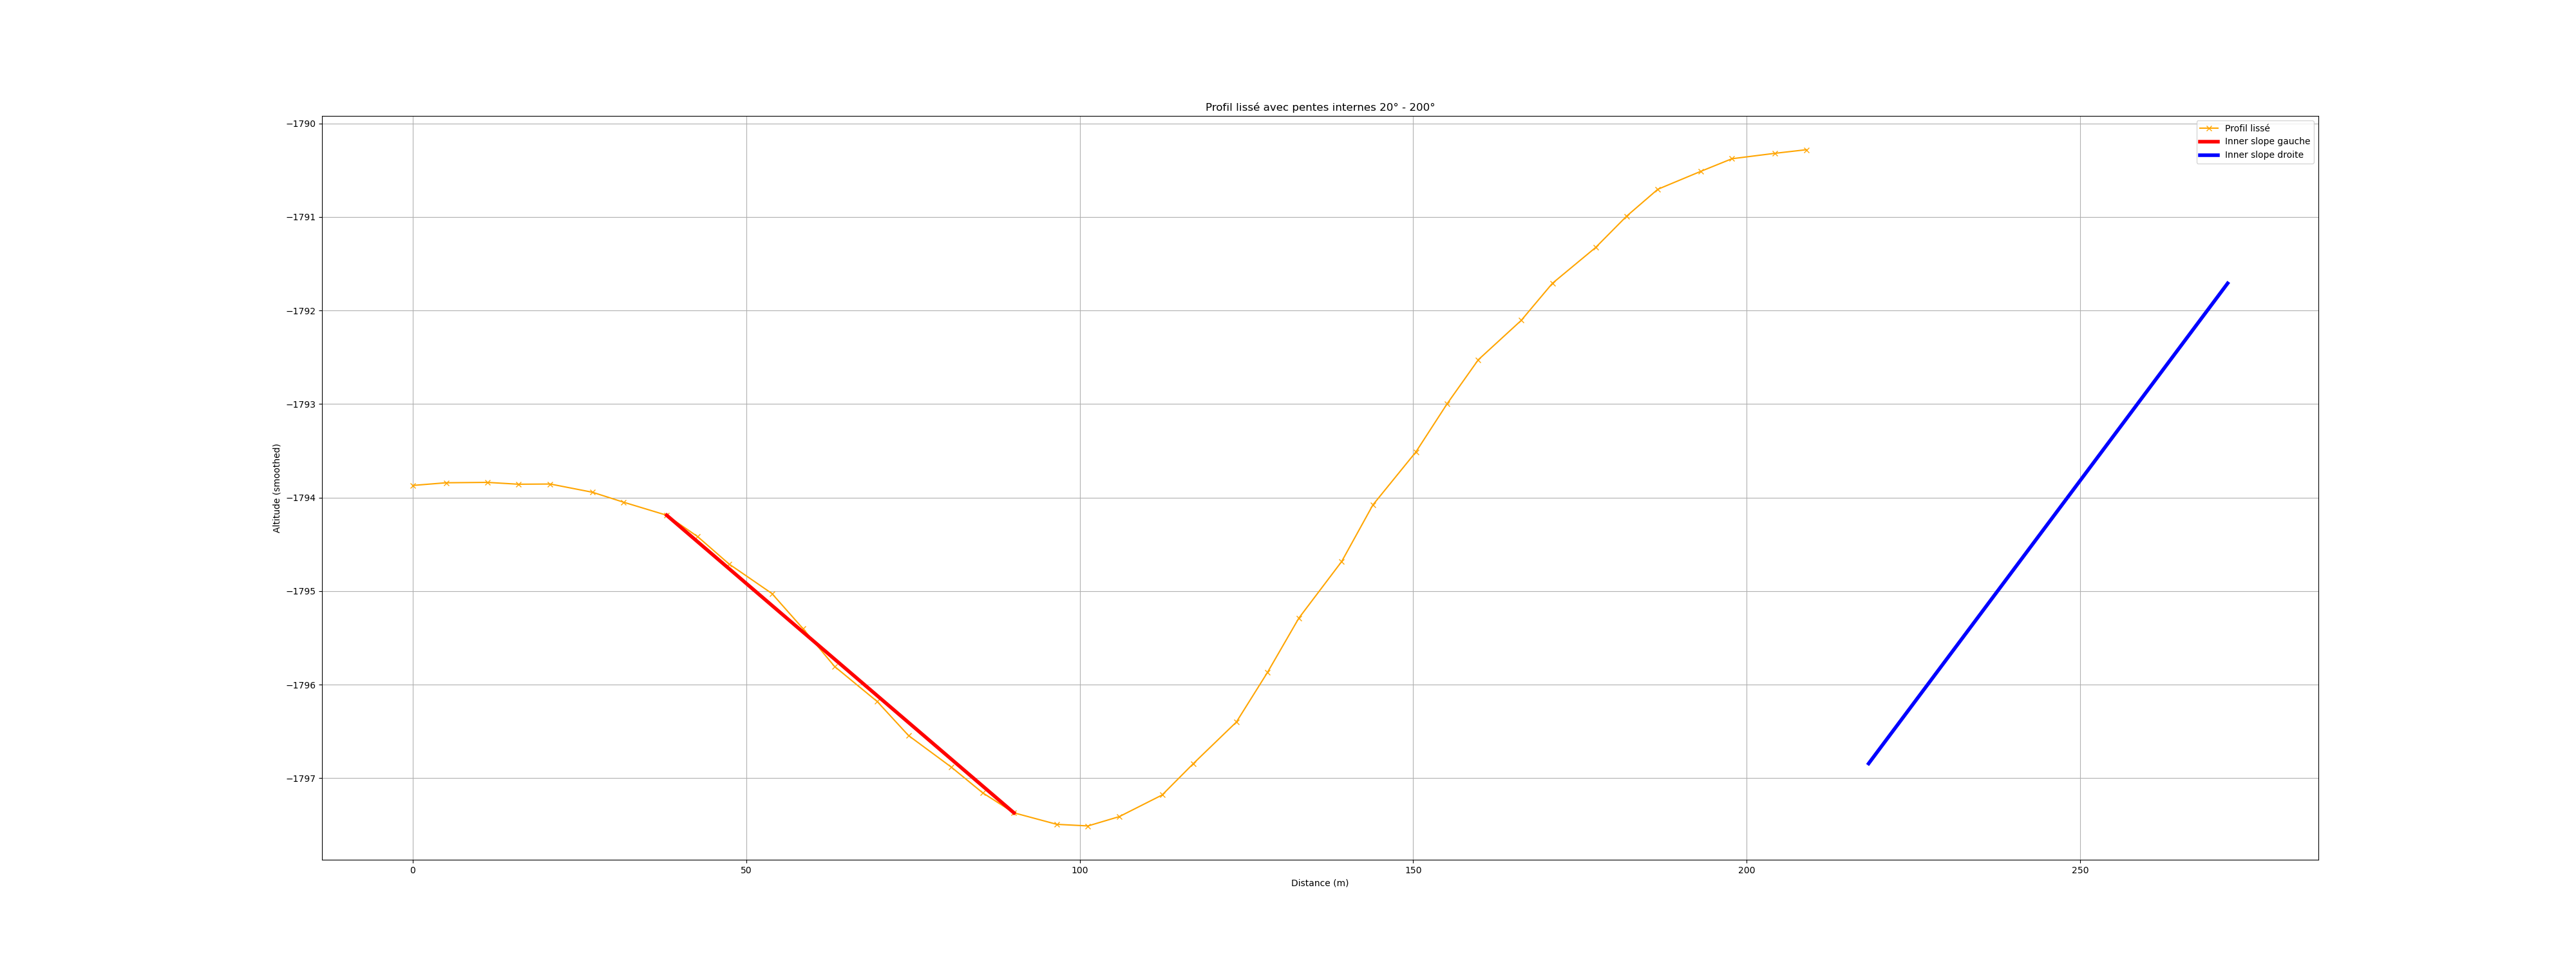 Profil lissé avec pentes internes 20° - 200°
Profil lissé
Inner slope gauche
Inner slope droite
Altitude (smoothed)
−1790
−1791
−1792
−1793
−1794
−1795
−1796
−1797
0 50 100 150 200 250
Distance (m)